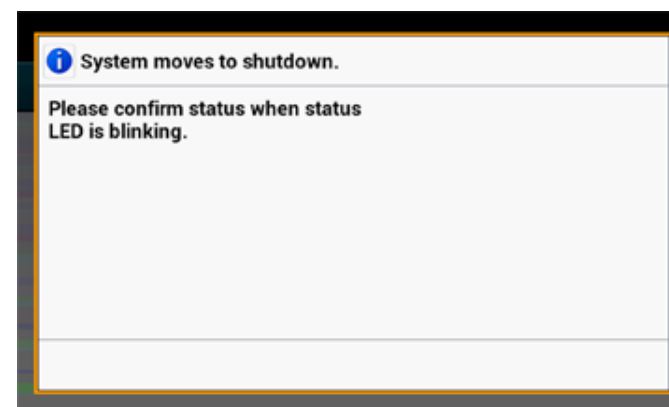 System moves to shutdown.
Please confirm status when status
LED is blinking.